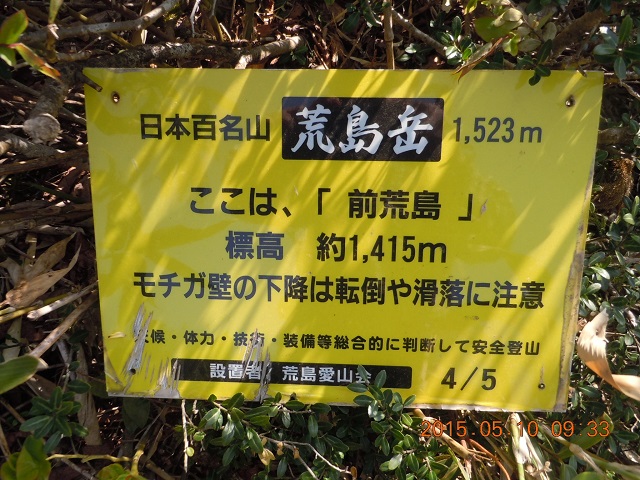 日本百名山 荒島岳 1,523m
ここは、「 前荒島 」
標高 約1,415m
モチガ壁の下降は転倒や滑落に注意
候・体力・技術・装備等総合的に判断して安全登山
設置者 荒島愛山会 4/5
2015 05 10 09 33